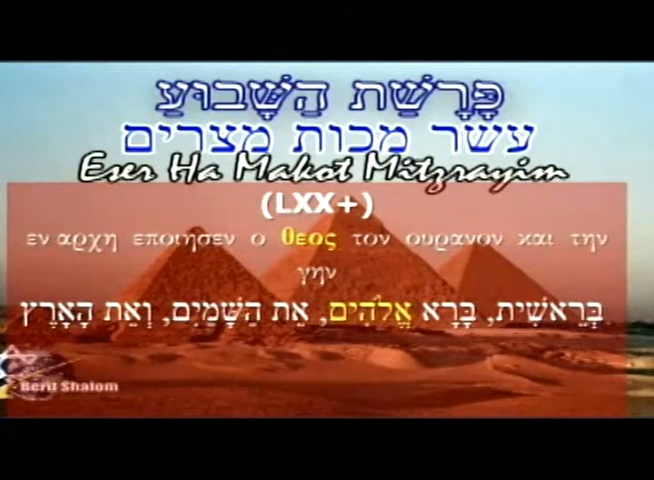 פָּרָשַׁת הַשָּׁבוּעַ
עשר מכות מצרים
Eser Ha Makot Mitzrayim
(LXX+)
εν αρχη εποιησεν ο θεος τον ουρανον και την
γην
בְּרֵאשִׁית, בָּרָא אֱלֹהִים, אֵת הַשָּׁמַיִם, וְאֵת הָאָרֶץ
Berit Shalom